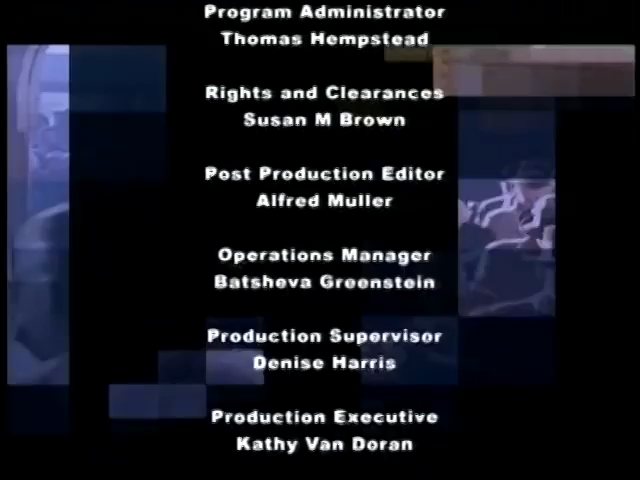 Program Administrator
Thomas Hempstead
Rights and Clearances
Susan M Brown
Post Production Editor
Alfred Muller
Operations Manager
Batsheva Greenstein
Production Supervisor
Denise Harris
Production Executive
Kathy Van Doran